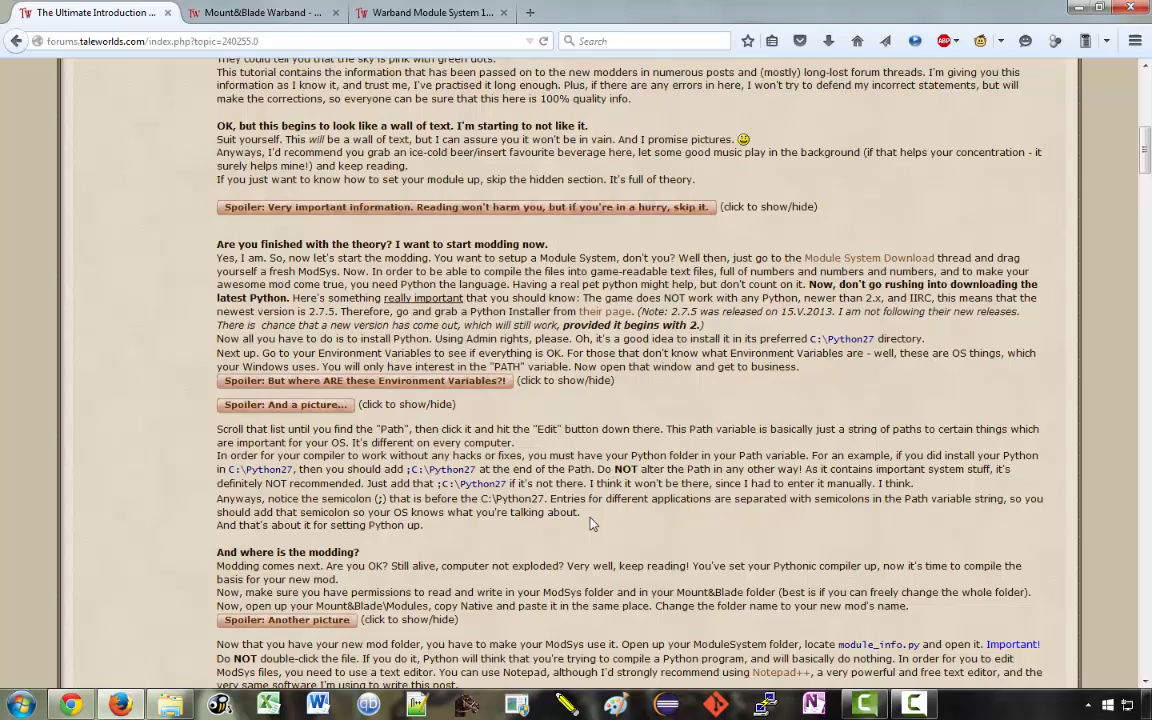 The Ultimate Introduction ... × Mount&Blade Warband - ... × Warband Module System 1... × +
forums.taleworlds.com/index.php?topic=240255.0 Search ABP
They could tell you that the sky is pink with green dots.
This tutorial contains the information that has been passed on to the new modders in numerous posts and (mostly) long-lost forum threads. I'm giving you this
information as I know it, and trust me, I've practised it long enough. Plus, if there are any errors in here, I won't try to defend my incorrect statements, but will
make the corrections, so everyone can be sure that this here is 100% quality info.
OK, but this begins to look like a wall of text. I'm starting to not like it.
Suit yourself. This will be a wall of text, but I can assure you it won't be in vain. And I promise pictures.
Anyways, I'd recommend you grab an ice-cold beer/insert favourite beverage here, let some good music play in the background (if that helps your concentration - it
surely helps mine!) and keep reading.
If you just want to know how to set your module up, skip the hidden section. It's full of theory.
Spoiler: Very important information. Reading won't harm you, but if you're in a hurry, skip it. (click to show/hide)
Are you finished with the theory? I want to start modding now.
Yes, I am. So, now let's start the modding. You want to setup a Module System, don't you? Well then, just go to the Module System Download thread and drag
yourself a fresh ModSys. Now. In order to be able to compile the files into game-readable text files, full of numbers and numbers and numbers, and to make your
awesome mod come true, you need Python the language. Having a real pet python might help, but don't count on it. Now, don't go rushing into downloading the
latest Python. Here's something really important that you should know: The game does NOT work with any Python, newer than 2.x, and IIRC, this means that the
newest version is 2.7.5. Therefore, go and grab a Python Installer from their page. (Note: 2.7.5 was released on 15.V.2013. I am not following their new releases.
There is chance that a new version has come out, which will still work, provided it begins with 2.)
Now all you have to do is to install Python. Using Admin rights, please. Oh, it's a good idea to install it in its preferred C:\Python27 directory.
Next up. Go to your Environment Variables to see if everything is OK. For those that don't know what Environment Variables are - well, these are OS things, which
your Windows uses. You will only have interest in the "PATH" variable. Now open that window and get to business.
Spoiler: But where ARE these Environment Variables?! (click to show/hide)
Spoiler: And a picture... (click to show/hide)
Scroll that list until you find the "Path", then click it and hit the "Edit" button down there. This Path variable is basically just a string of paths to certain things which
are important for your OS. It's different on every computer.
In order for your compiler to work without any hacks or fixes, you must have your Python folder in your Path variable. For an example, if you did install your Python
in C:\Python27, then you should add ;C:\Python27 at the end of the Path. Do NOT alter the Path in any other way! As it contains important system stuff, it's
definitely NOT recommended. Just add that ;C:\Python27 if it's not there. I think it won't be there, since I had to enter it manually. I think.
Anyways, notice the semicolon (;) that is before the C:\Python27. Entries for different applications are separated with semicolons in the Path variable string, so you
should add that semicolon so your OS knows what you're talking about.
And that's about it for setting Python up.
And where is the modding?
Modding comes next. Are you OK? Still alive, computer not exploded? Very well, keep reading! You've set your Pythonic compiler up, now it's time to compile the
basis for your new mod.
Now, make sure you have permissions to read and write in your ModSys folder and in your Mount&Blade folder (best is if you can freely change the whole folder).
Now, open up your Mount&Blade\Modules, copy Native and paste it in the same place. Change the folder name to your new mod's name.
Spoiler: Another picture (click to show/hide)
Now that you have your new mod folder, you have to make your ModSys use it. Open up your ModuleSystem folder, locate module_info.py and open it. Important!
Do NOT double-click the file. If you do it, Python will think that you're trying to compile a Python program, and will basically do nothing. In order for you to edit
ModSys files, you need to use a text editor. You can use Notepad, although I'd strongly recommend using Notepad++, a very powerful and free text editor, and the
very same software I'm using to write this post.